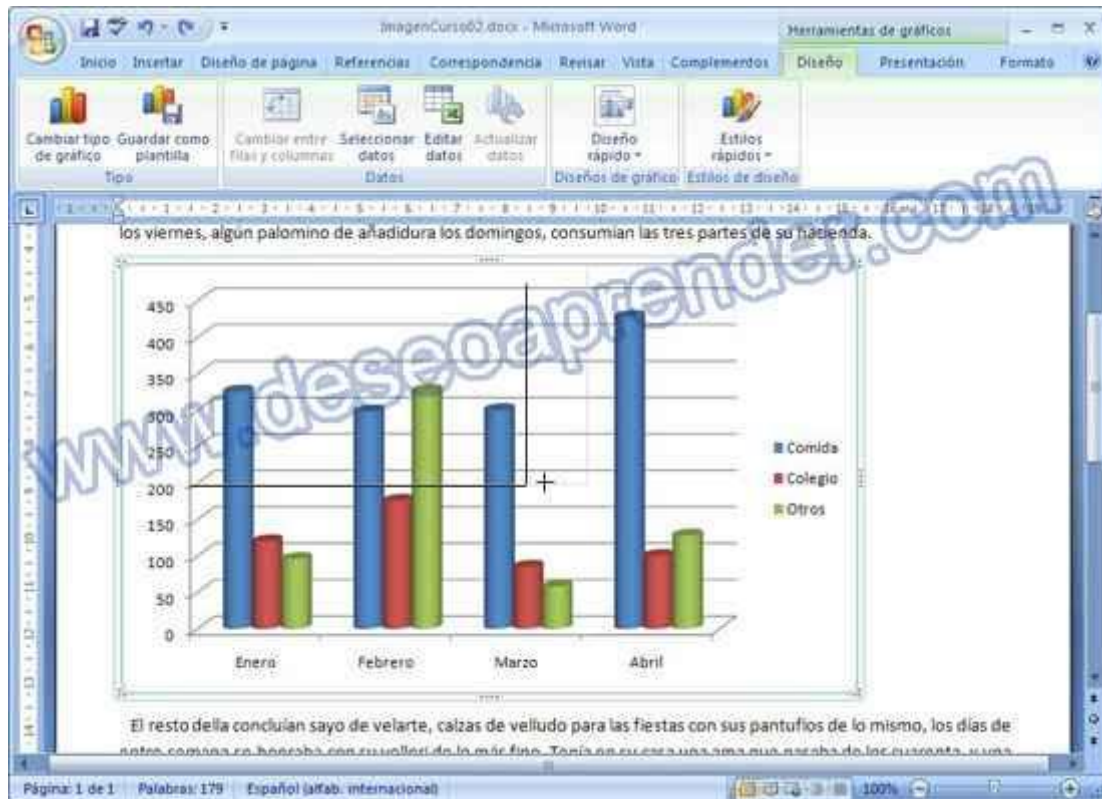 ImagenCurso02.docx - Microsoft Word
Herramientas de gráficos
Inicio Insertar Diseño de página Referencias Correspondencia Revisar Vista Complementos Diseño Presentación Formato
Cambiar tipo de gráfico
Guardar como plantilla
Cambiar entre filas y columnas
Seleccionar datos
Editar datos
Actualizar datos
Diseño rápido
Estilos rápidos
Tipo
Datos
Diseños de gráfico
Estilos de diseño
los viernes, algún palomino de añadidura los domingos, consumían las tres partes de su hacienda.
www.deseoaprender.com
450
400
350
300
250
200
150
100
50
0
Comida
Colegio
Otros
Enero Febrero Marzo Abril
El resto della concluían sayo de velarte, calzas de velludo para las fiestas con sus pantuflos de lo mismo, los días de
Página: 1 de 1 Palabras: 179 Español (alfab. internacional) 100%